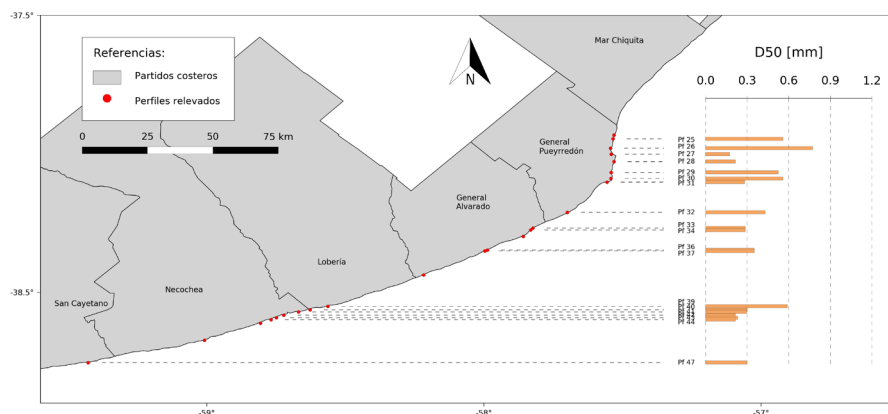 -37.5°
Mar Chiquita
Referencias:
Partidos costeros
Perfiles relevados
N
D50 [mm]
0.0 0.3 0.6 0.9 1.2
0 25 50 75 km
General
Pueyrredón
Pf 25
Pf 26
Pf 27
Pf 28
Pf 29
Pf 30
Pf 31
General
Alvarado
Pf 32
Pf 33
Pf 34
Pf 36
Pf 37
Lobería
Necochea
San Cayetano
-38.5°
Pf 39
Pf 40
Pf 44
Pf 47
-59° -58° -57°